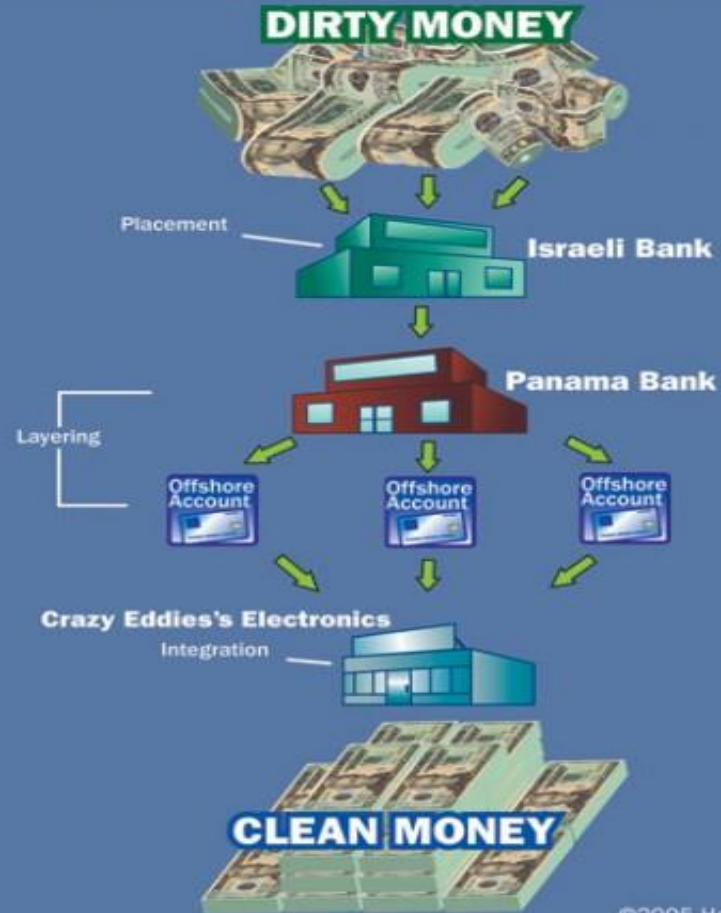 DIRTY MONEY
Placement
Israeli Bank
Panama Bank
Layering
Offshore
Account
Offshore
Account
Offshore
Account
Crazy Eddies's Electronics
Integration
CLEAN MONEY